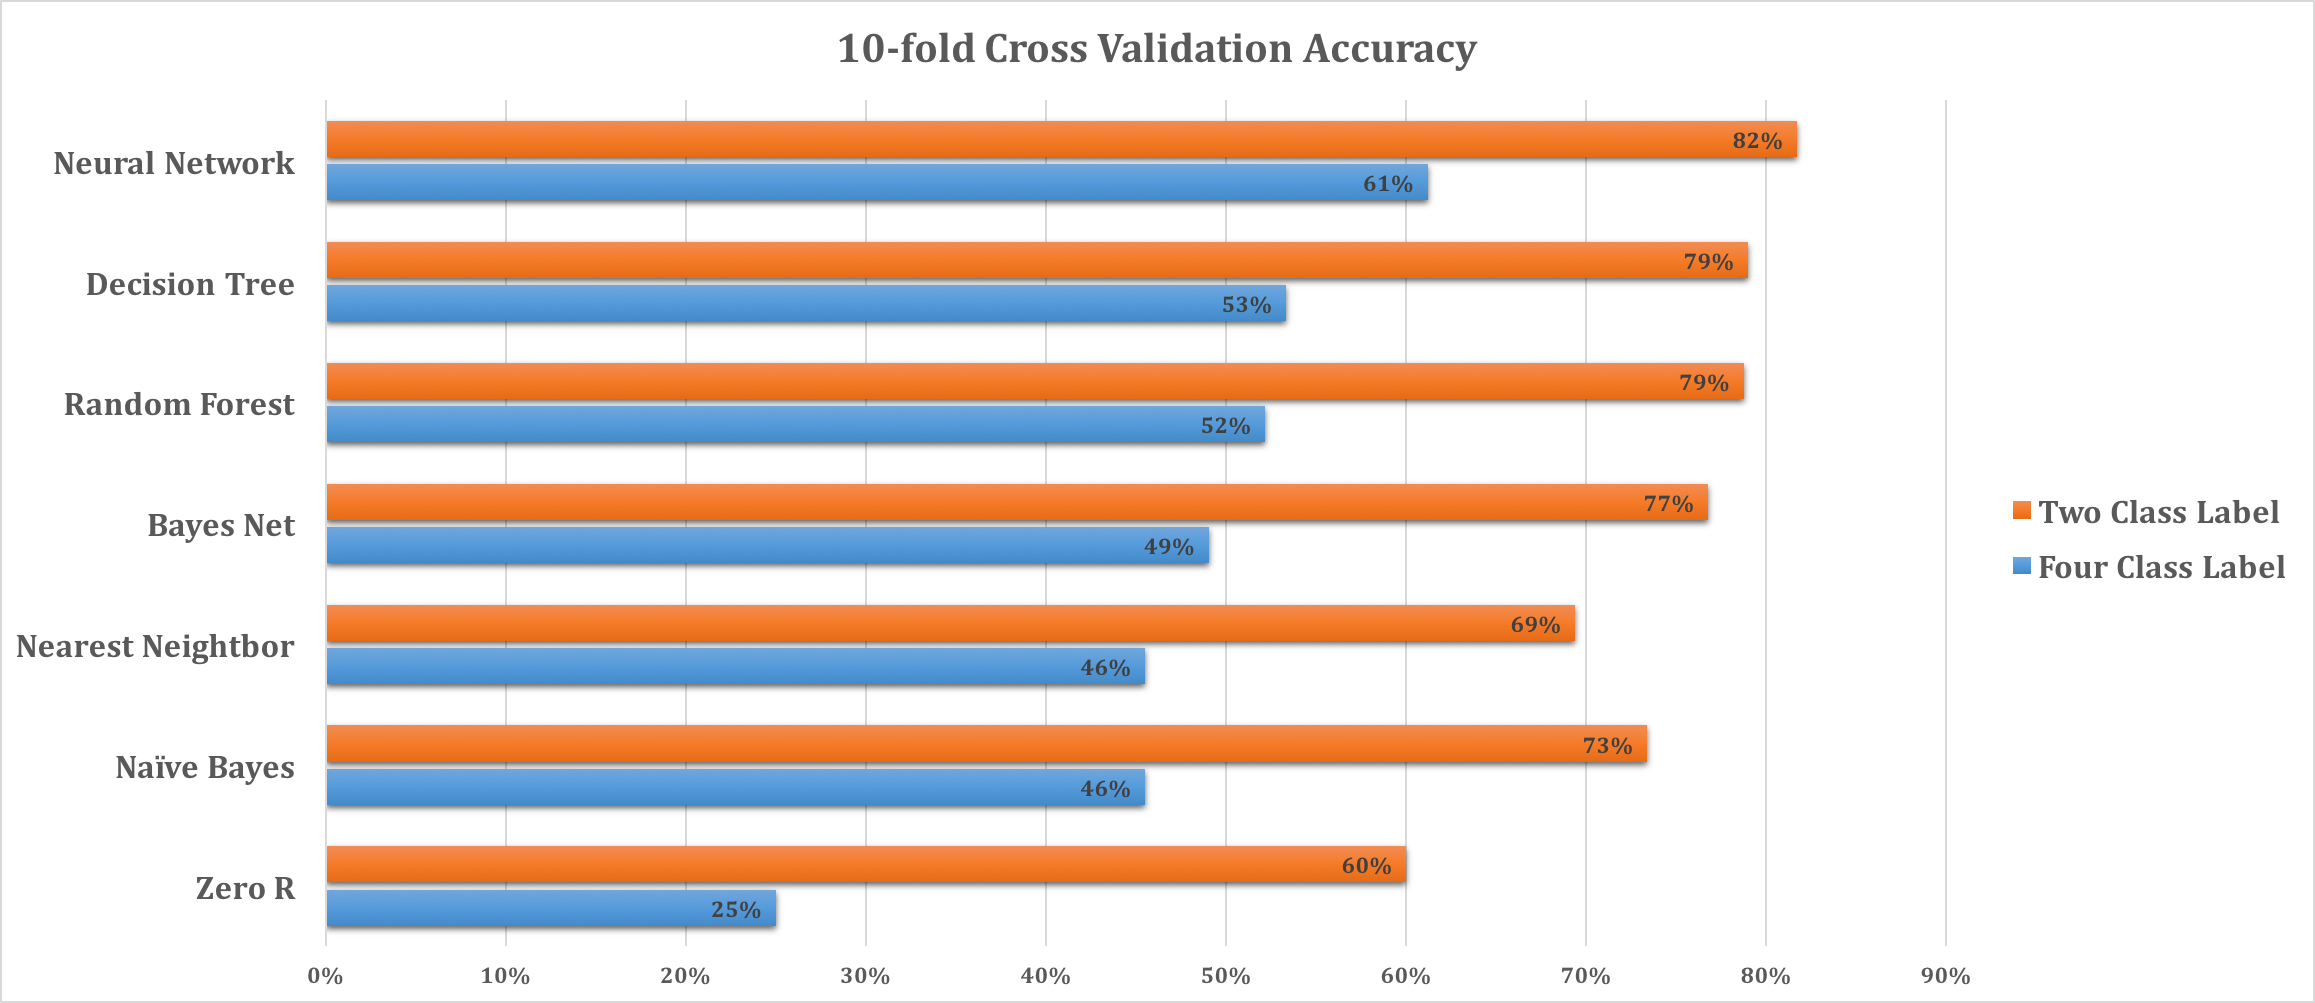 10-fold Cross Validation Accuracy
Neural Network
82%
61%
Decision Tree
79%
53%
Random Forest
79%
52%
Bayes Net
77%
49%
Nearest Neightbor
69%
46%
Naïve Bayes
73%
46%
Zero R
60%
25%
0% 10% 20% 30% 40% 50% 60% 70% 80% 90%
Two Class Label
Four Class Label